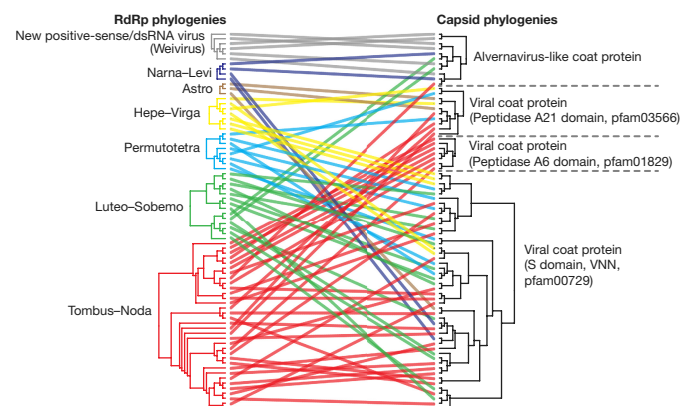 RdRp phylogenies
New positive-sense/dsRNA virus
(Weivirus)
Narna–Levi
Astro
Hepe–Virga
Permutotetra
Luteo–Sobemo
Tombus–Noda
Capsid phylogenies
Alvernavirus-like coat protein
Viral coat protein
(Peptidase A21 domain, pfam03566)
Viral coat protein
(Peptidase A6 domain, pfam01829)
Viral coat protein
(S domain, VNN,
pfam00729)